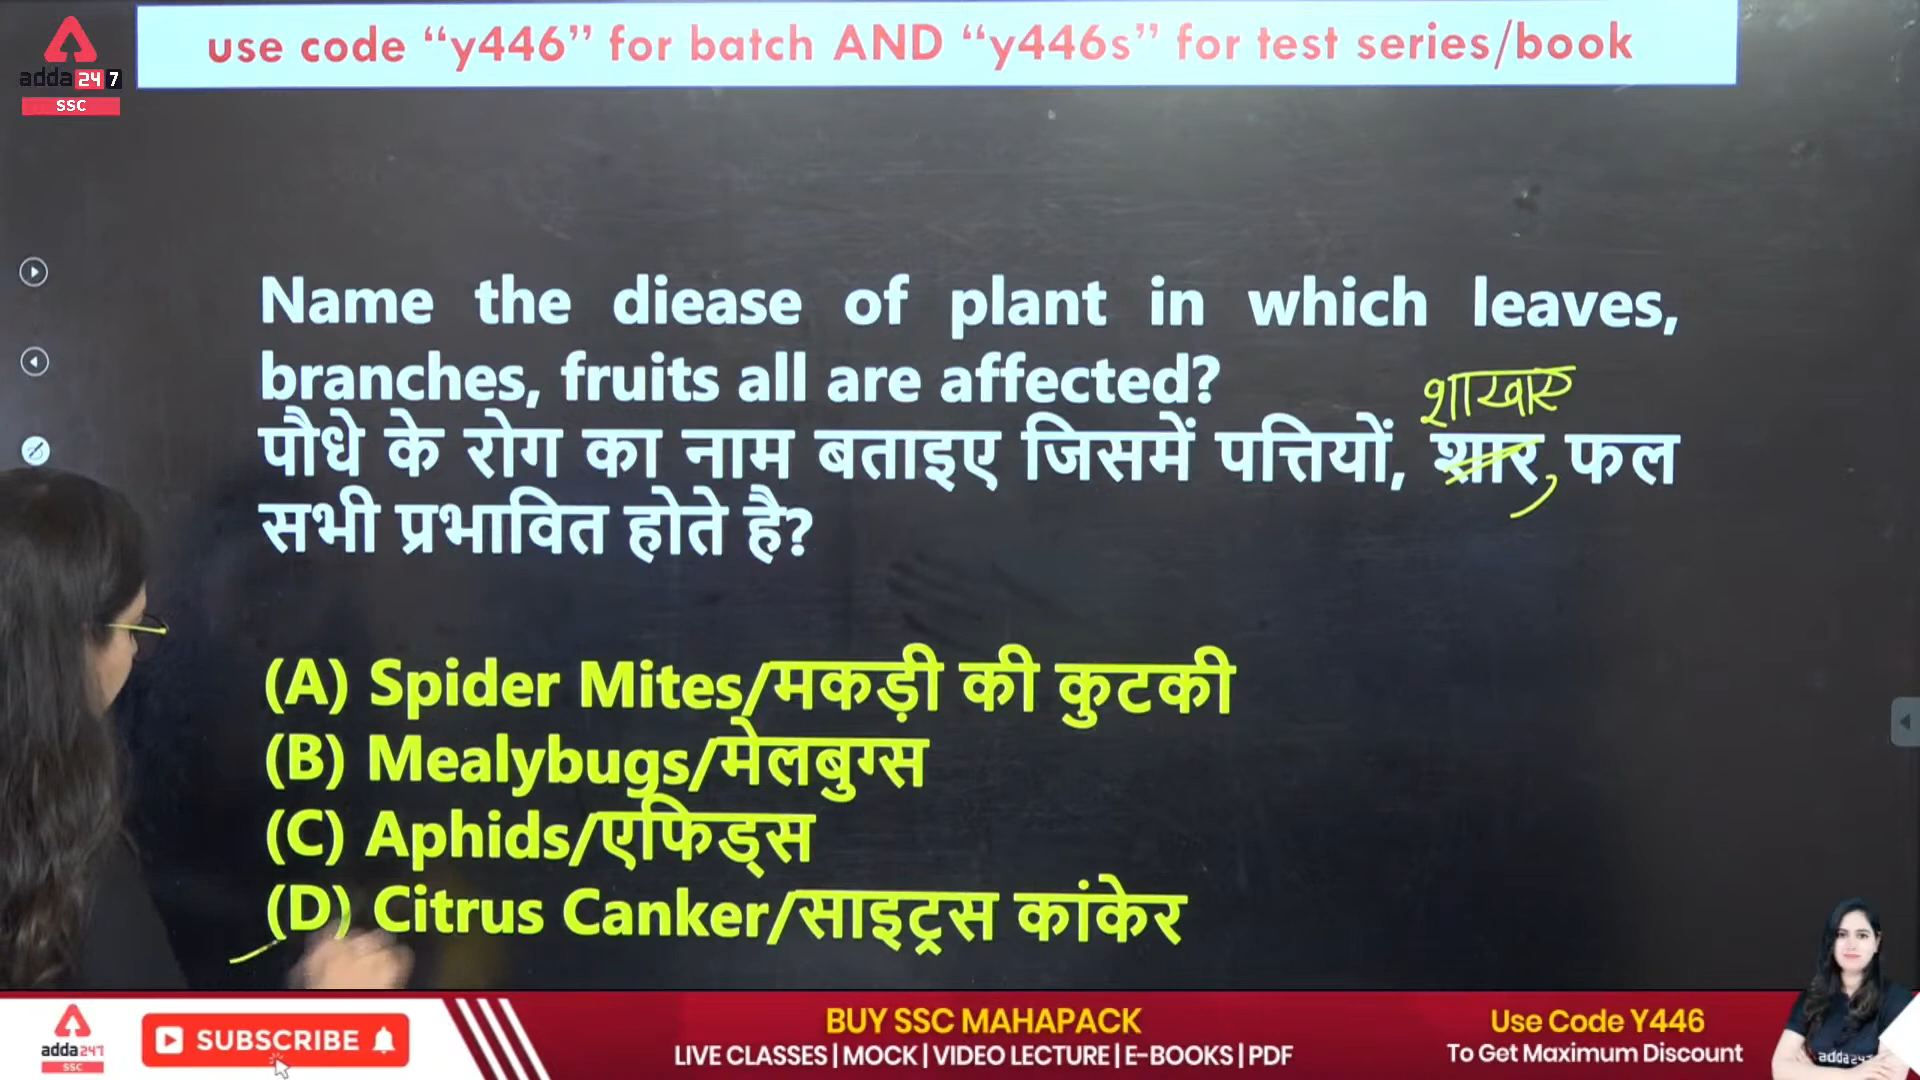 use code “y446” for batch AND “y446s” for test series/book
adda247
SSC
Name the diease of plant in which leaves,
branches, fruits all are affected?
शाखाए
पौधे के रोग का नाम बताइए जिसमें पत्तियों, शार, फल
सभी प्रभावित होते है?
(A) Spider Mites/मकड़ी की कुटकी
(B) Mealybugs/मेलबुग्स
(C) Aphids/एफिड्स
(D) Citrus Canker/साइट्रस कांकेर
adda247
SSC
SUBSCRIBE
BUY SSC MAHAPACK
LIVE CLASSES | MOCK | VIDEO LECTURE | E-BOOKS | PDF
Use Code Y446
To Get Maximum Discount
adda247